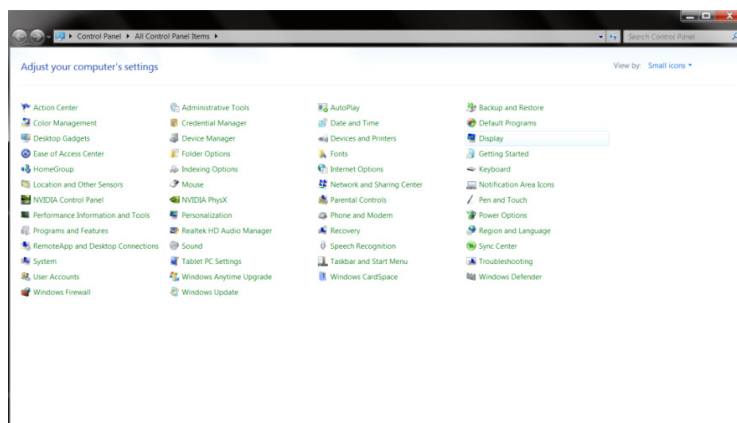 Control Panel ▸ All Control Panel Items ▸ Search Control Panel
Adjust your computer's settings View by: Small icons
Action Center Administrative Tools AutoPlay Backup and Restore
Color Management Credential Manager Date and Time Default Programs
Desktop Gadgets Device Manager Devices and Printers Display
Ease of Access Center Folder Options Fonts Getting Started
HomeGroup Indexing Options Internet Options Keyboard
Location and Other Sensors Mouse Network and Sharing Center Notification Area Icons
NVIDIA Control Panel NVIDIA PhysX Parental Controls Pen and Touch
Performance Information and Tools Personalization Phone and Modem Power Options
Programs and Features Realtek HD Audio Manager Recovery Region and Language
RemoteApp and Desktop Connections Sound Speech Recognition Sync Center
System Tablet PC Settings Taskbar and Start Menu Troubleshooting
User Accounts Windows Anytime Upgrade Windows CardSpace Windows Defender
Windows Firewall Windows Update